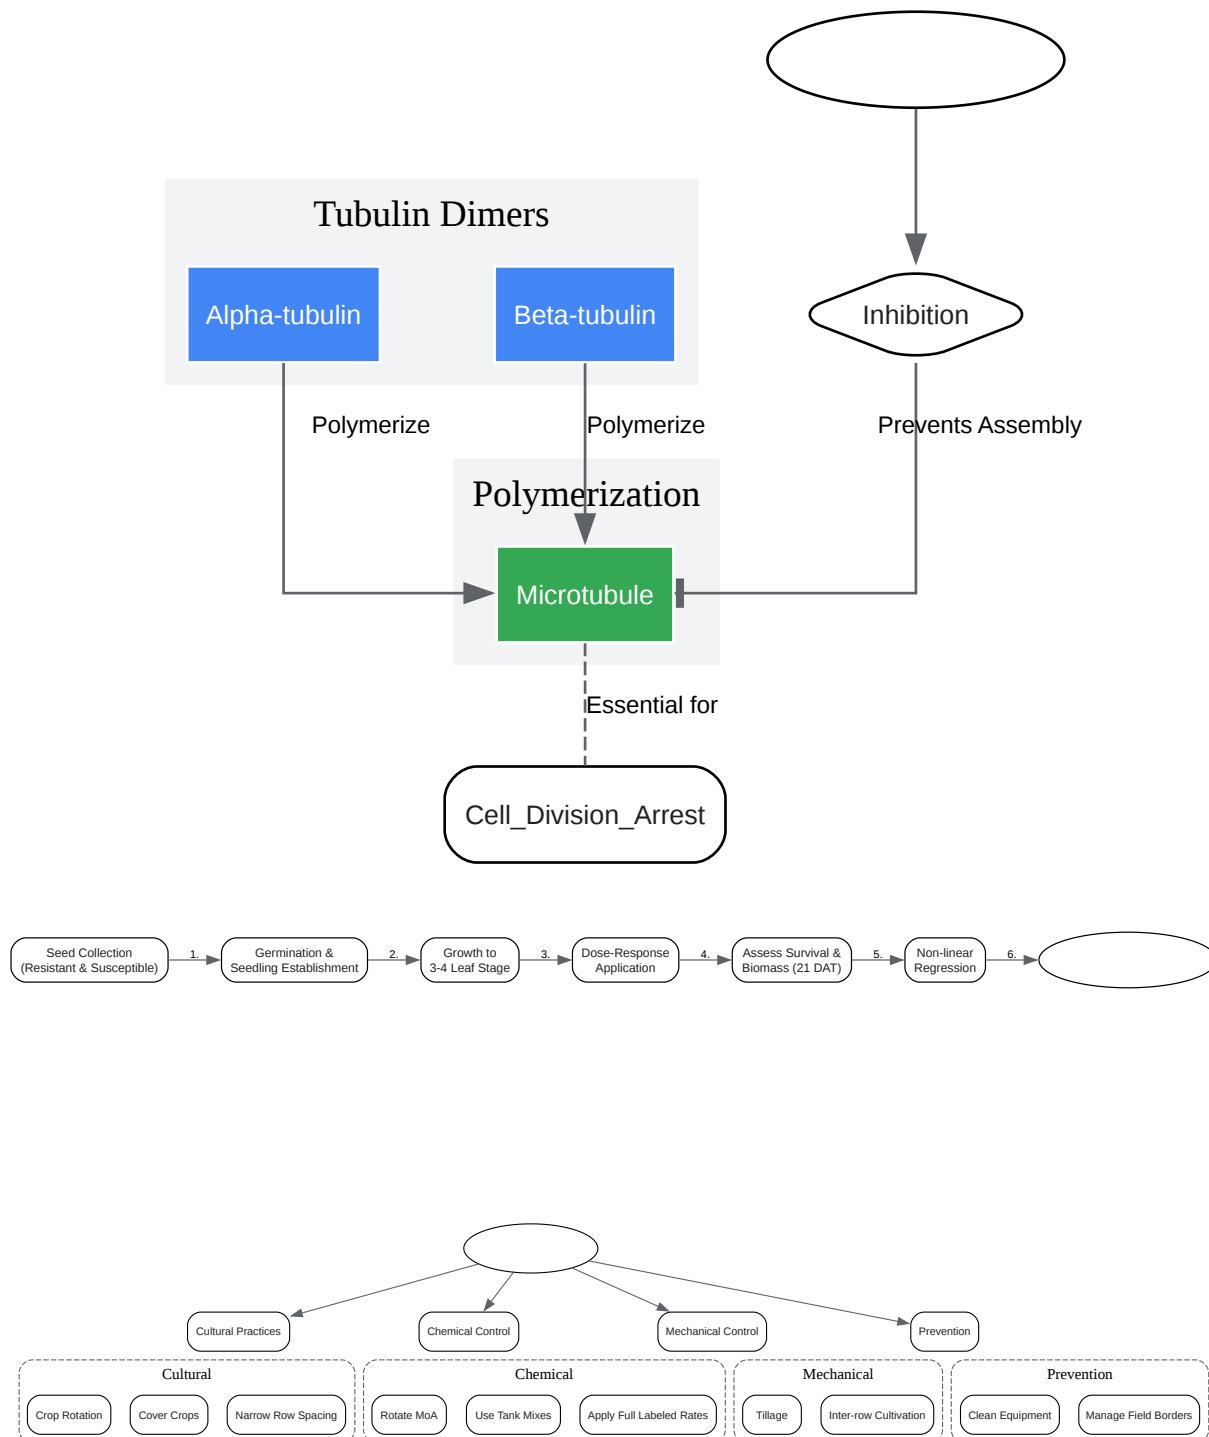 Tubulin Dimers
Alpha-tubulin
Beta-tubulin
Inhibition
Polymerize
Polymerize
Prevents Assembly
Polymerization
Microtubule
Essential for
Cell_Division_Arrest
Seed Collection
(Resistant & Susceptible)
1.
Germination &
Seedling Establishment
2.
Growth to
3-4 Leaf Stage
3.
Dose-Response
Application
4.
Assess Survival &
Biomass (21 DAT)
5.
Non-linear
Regression
6.
Cultural Practices
Chemical Control
Mechanical Control
Prevention
Cultural
Crop Rotation
Cover Crops
Narrow Row Spacing
Chemical
Rotate MoA
Use Tank Mixes
Apply Full Labeled Rates
Mechanical
Tillage
Inter-row Cultivation
Prevention
Clean Equipment
Manage Field Borders